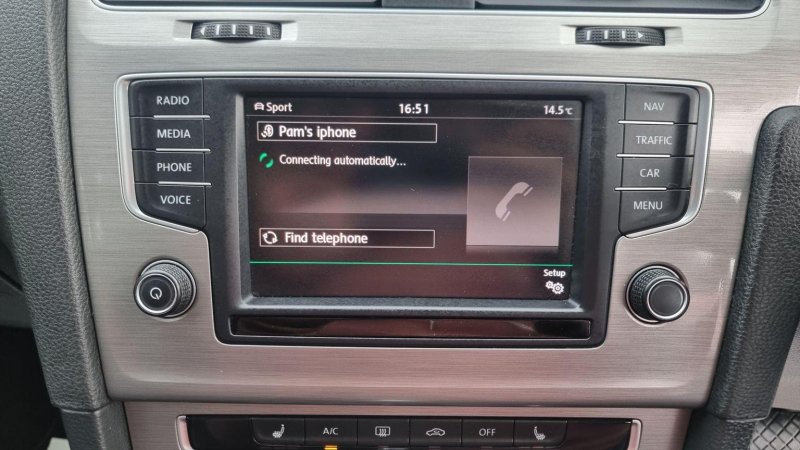 RADIO
MEDIA
PHONE
VOICE
Sport 16:51 14.5°C
Pam's iphone
Connecting automatically...
Find telephone
Setup
NAV
TRAFFIC
CAR
MENU
A/C
OFF